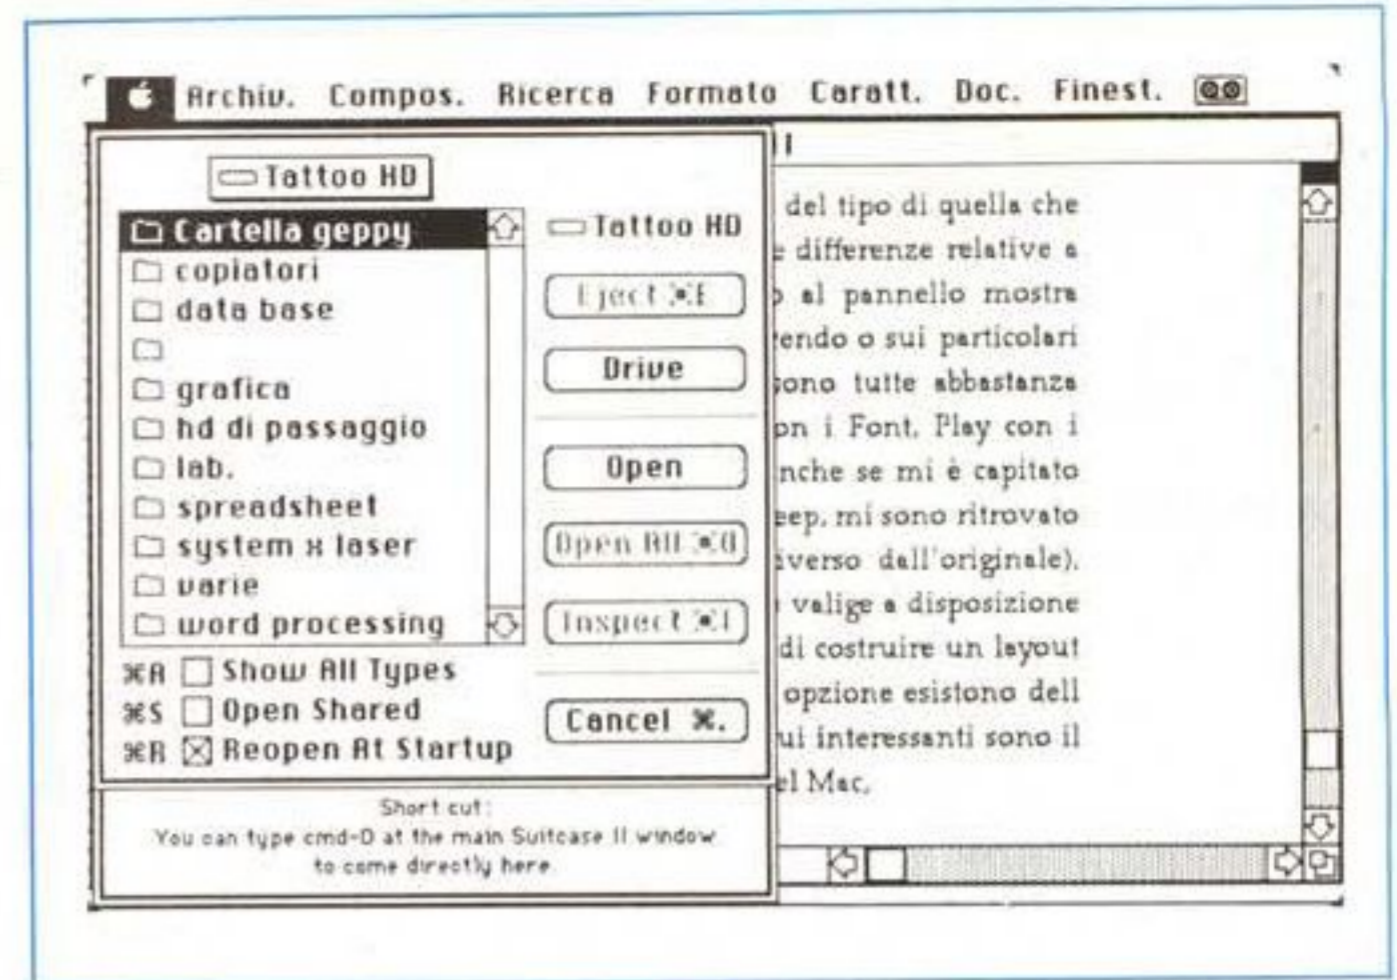 Archiv. Compos. Ricerca Formato Caratt. Doc. Finest.
Tattoo HD
Cartella geppy
copiatori
data base
grafica
hd di passaggio
lab.
spreadsheet
system x laser
varie
word processing
⌘A Show All Types
⌘S Open Shared
⌘R Reopen At Startup
Tattoo HD
Eject ⌘E
Drive
Open
Open All ⌘O
Inspect ⌘I
Cancel ⌘.
Short cut:
You can type cmd-D at the main Suitcase II window
to come directly here.
del tipo di quella che
e differenze relative a
o al pannello mostra
endo o sui particolari
sono tutte abbastanza
on i Font, Play con i
nche se mi è capitato
eep, mi sono ritrovato
iverso dall'originale).
valige a disposizione
di costruire un layout
opzione esistono dell
ui interessanti sono il
el Mac.